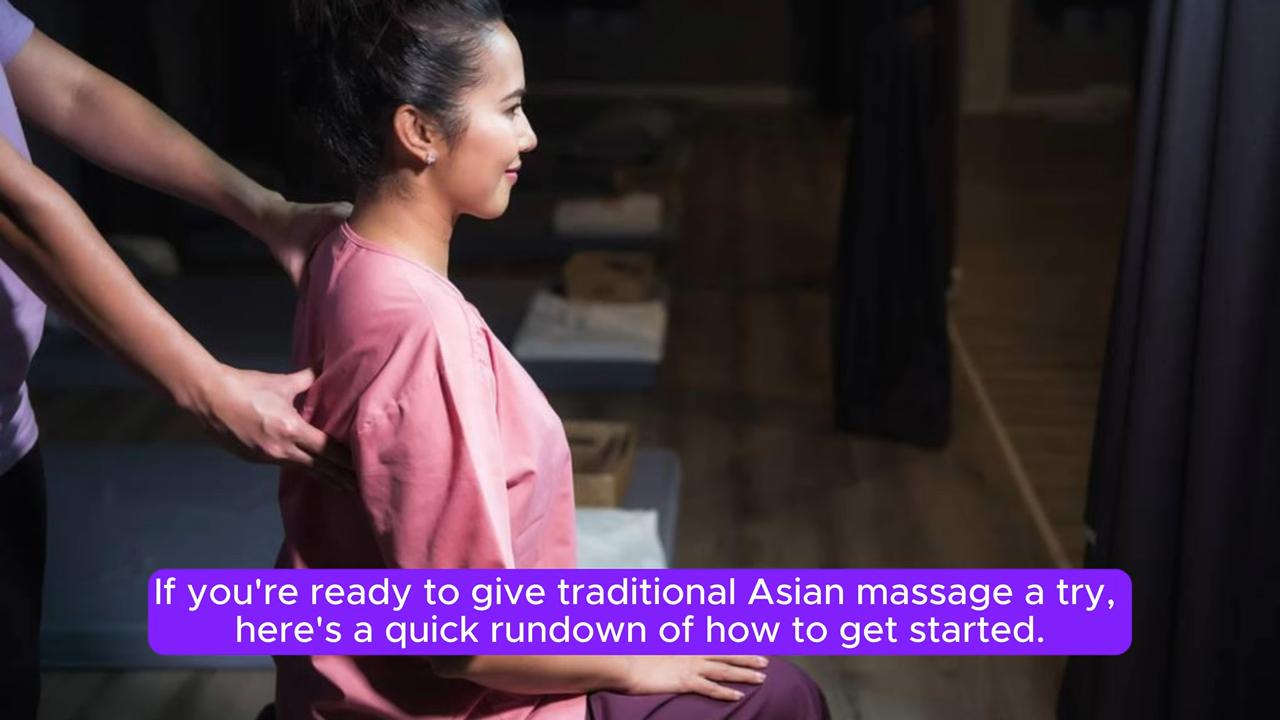 If you're ready to give traditional Asian massage a try,
here's a quick rundown of how to get started.